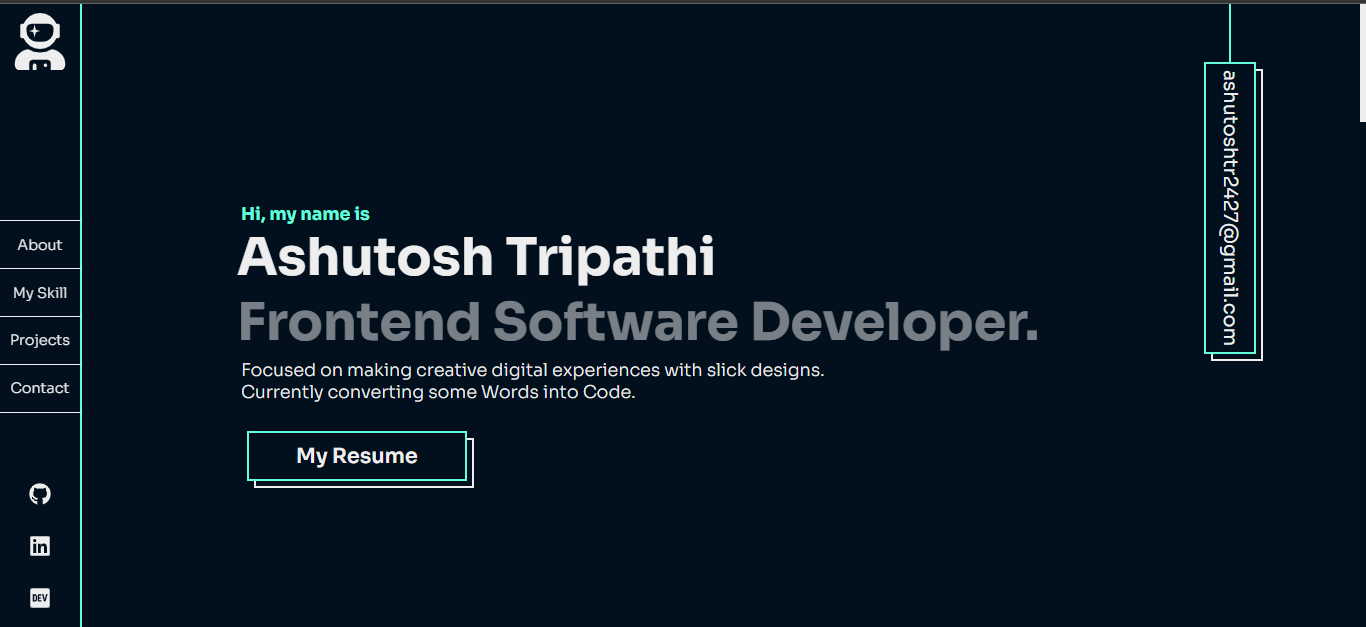 About
My Skill
Projects
Contact
DEV
Hi, my name is
Ashutosh Tripathi
Frontend Software Developer.
Focused on making creative digital experiences with slick designs.
Currently converting some Words into Code.
My Resume
ashutoshtr2427@gmail.com